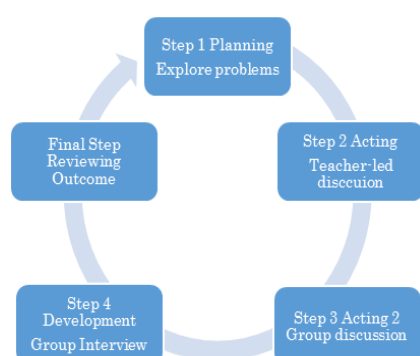 Step 1 Planning
Explore problems
Step 2 Acting
Teacher-led
disccuion
Step 3 Acting 2
Group discussion
Step 4
Development
Group Interview
Final Step
Reviewing
Outcome